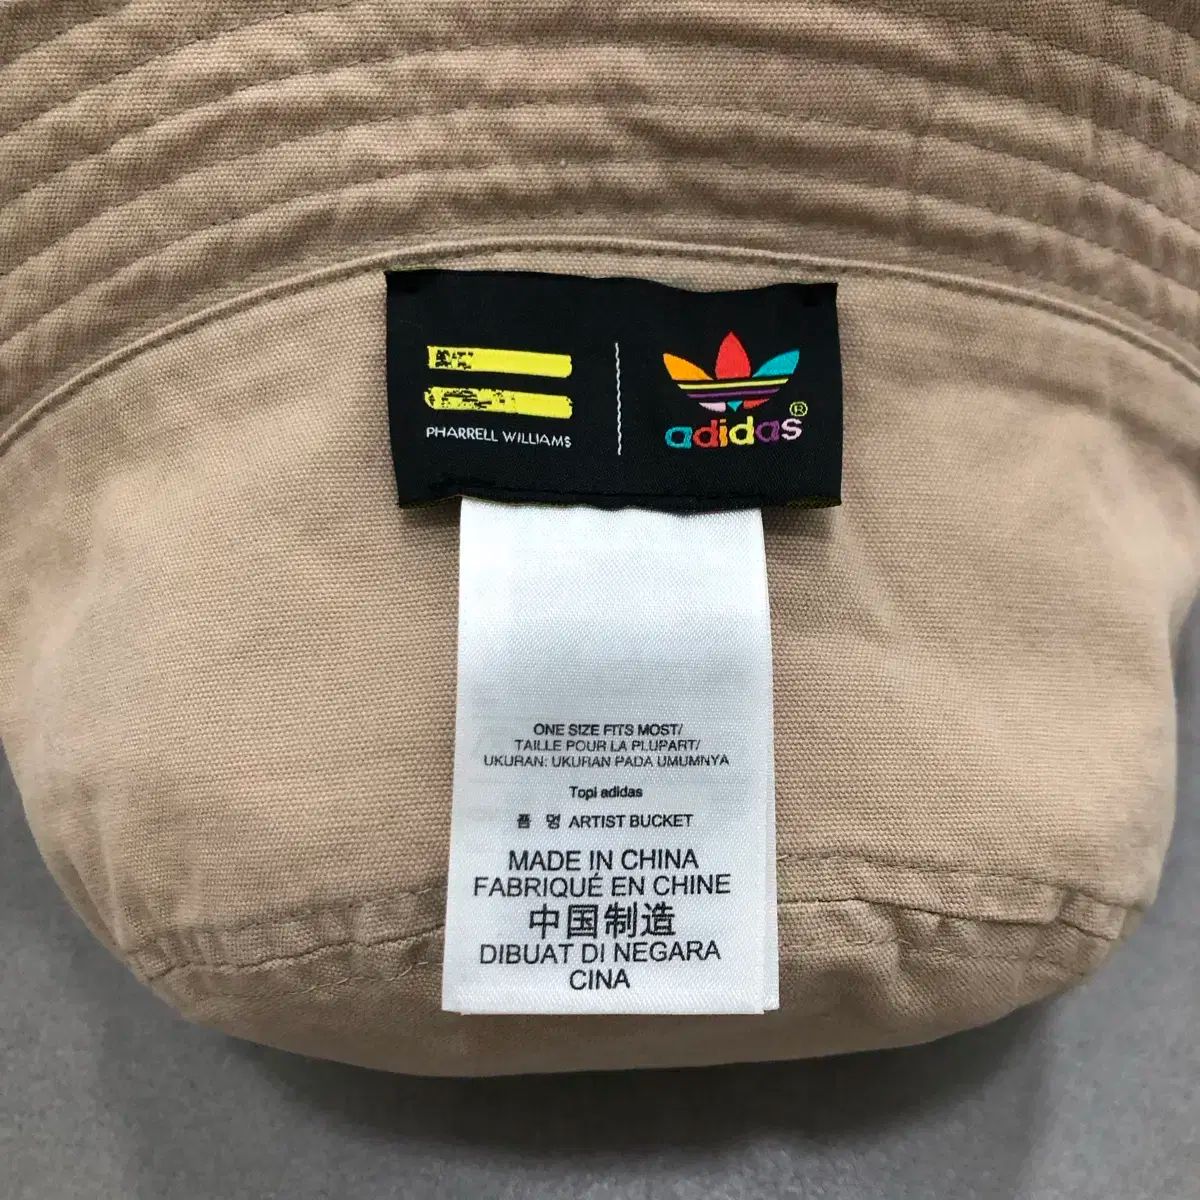 PHARRELL WILLIAMS
adidas®
ONE SIZE FITS MOST/
TAILLE POUR LA PLUPART/
UKURAN: UKURAN PADA UMUMNYA
Topi adidas
품 명 ARTIST BUCKET
MADE IN CHINA
FABRIQUÉ EN CHINE
中国制造
DIBUAT DI NEGARA
CINA